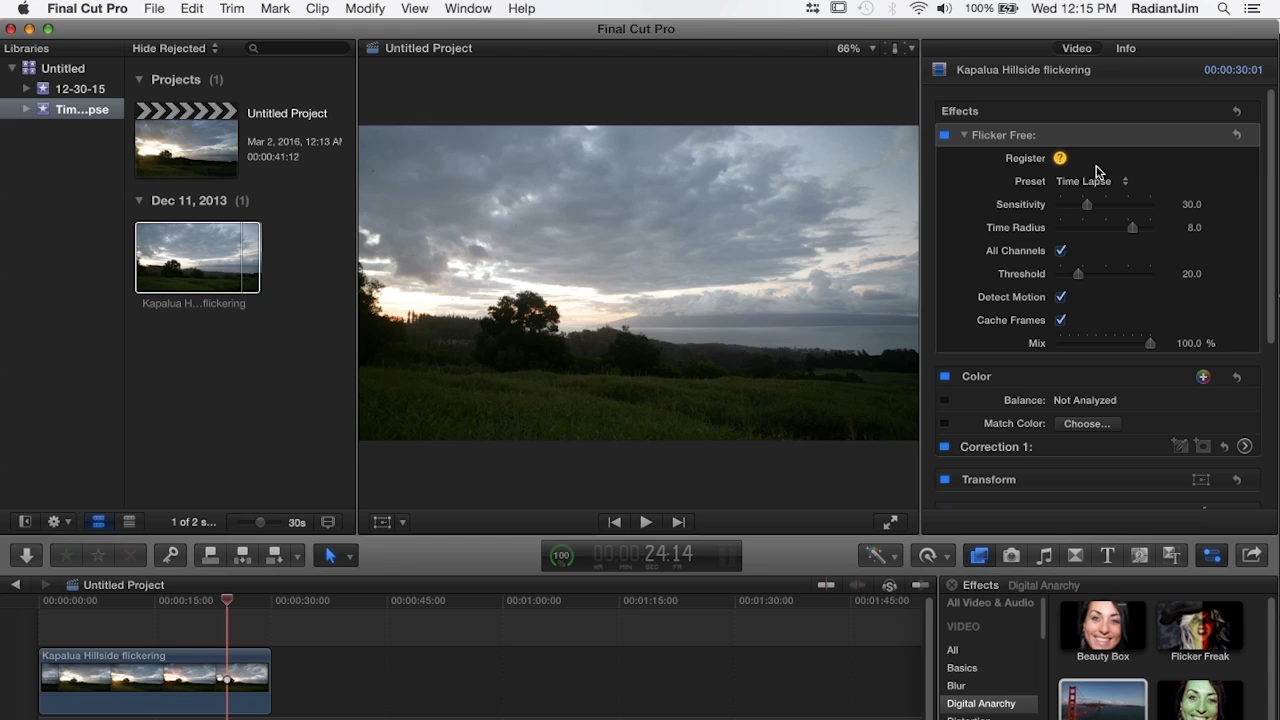 Final Cut Pro File Edit Trim Mark Clip Modify View Window Help 100% Wed 12:15 PM RadiantJim
Final Cut Pro
Libraries
Hide Rejected
Untitled
12-30-15
Tim...pse
Projects (1)
Untitled Project
Mar 2, 2016, 12:13 AM
00:00:41:12
Dec 11, 2013 (1)
Kapalua H...flickering
1 of 2 s...
30s
Untitled Project
66%
Video Info
Kapalua Hillside flickering 00:00:30:01
Effects
Flicker Free:
Register ?
Preset Time Lapse
Sensitivity 30.0
Time Radius 8.0
All Channels
Threshold 20.0
Detect Motion
Cache Frames
Mix 100.0 %
Color
Balance: Not Analyzed
Match Color: Choose...
Correction 1:
Transform
100 % 00:00:24:14
HR MIN SEC FR
Untitled Project
00:00:00:00 00:00:15:00 00:00:30:00 00:00:45:00 00:01:00:00 00:01:15:00 00:01:30:00 00:01:45:00
Kapalua Hillside flickering
Effects Digital Anarchy
All Video & Audio
VIDEO
All
Basics
Blur
Digital Anarchy
Distortion
Beauty Box
Flicker Freak